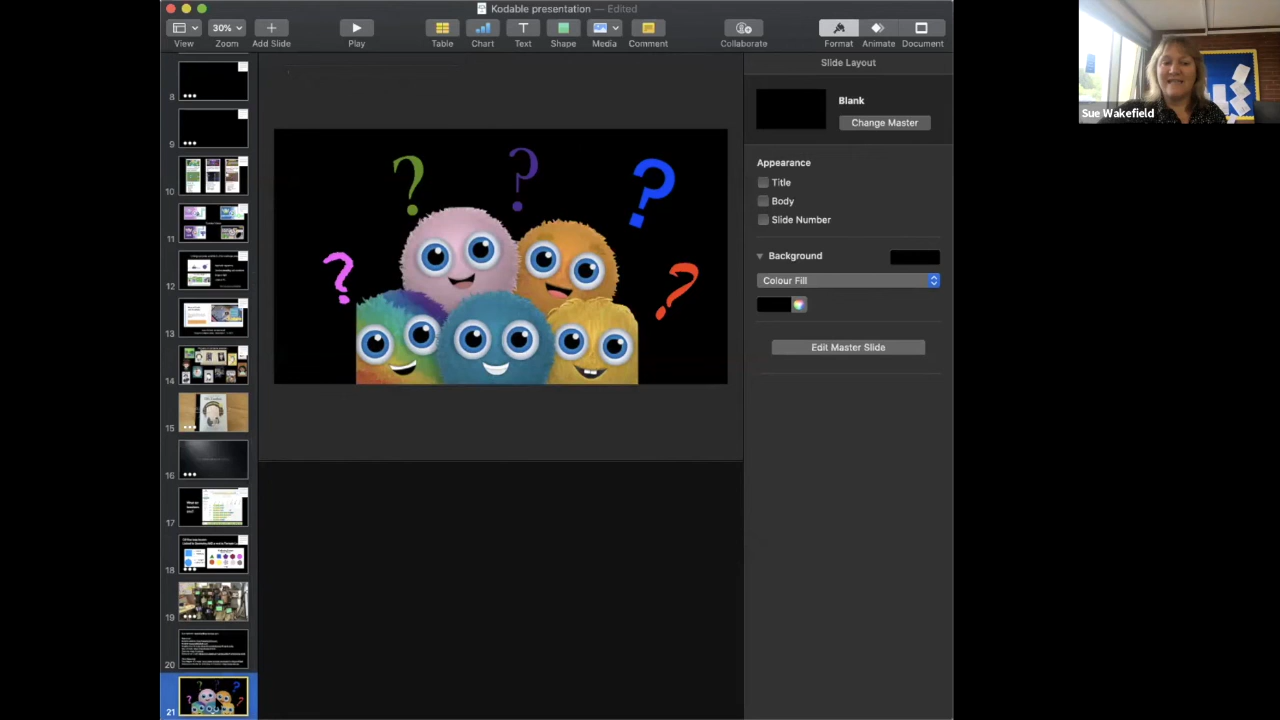 Kodable presentation — Edited
30%
View
Zoom
Add Slide
Play
Table
Chart
Text
Shape
Media
Comment
Collaborate
Format
Animate
Document
Slide Layout
Blank
Change Master
Appearance
Title
Body
Slide Number
Background
Colour Fill
Edit Master Slide
? ? ? ? ?
8
9
10
11
12
13
14
15
16
17
18
19
20
21
Sue Wakefield